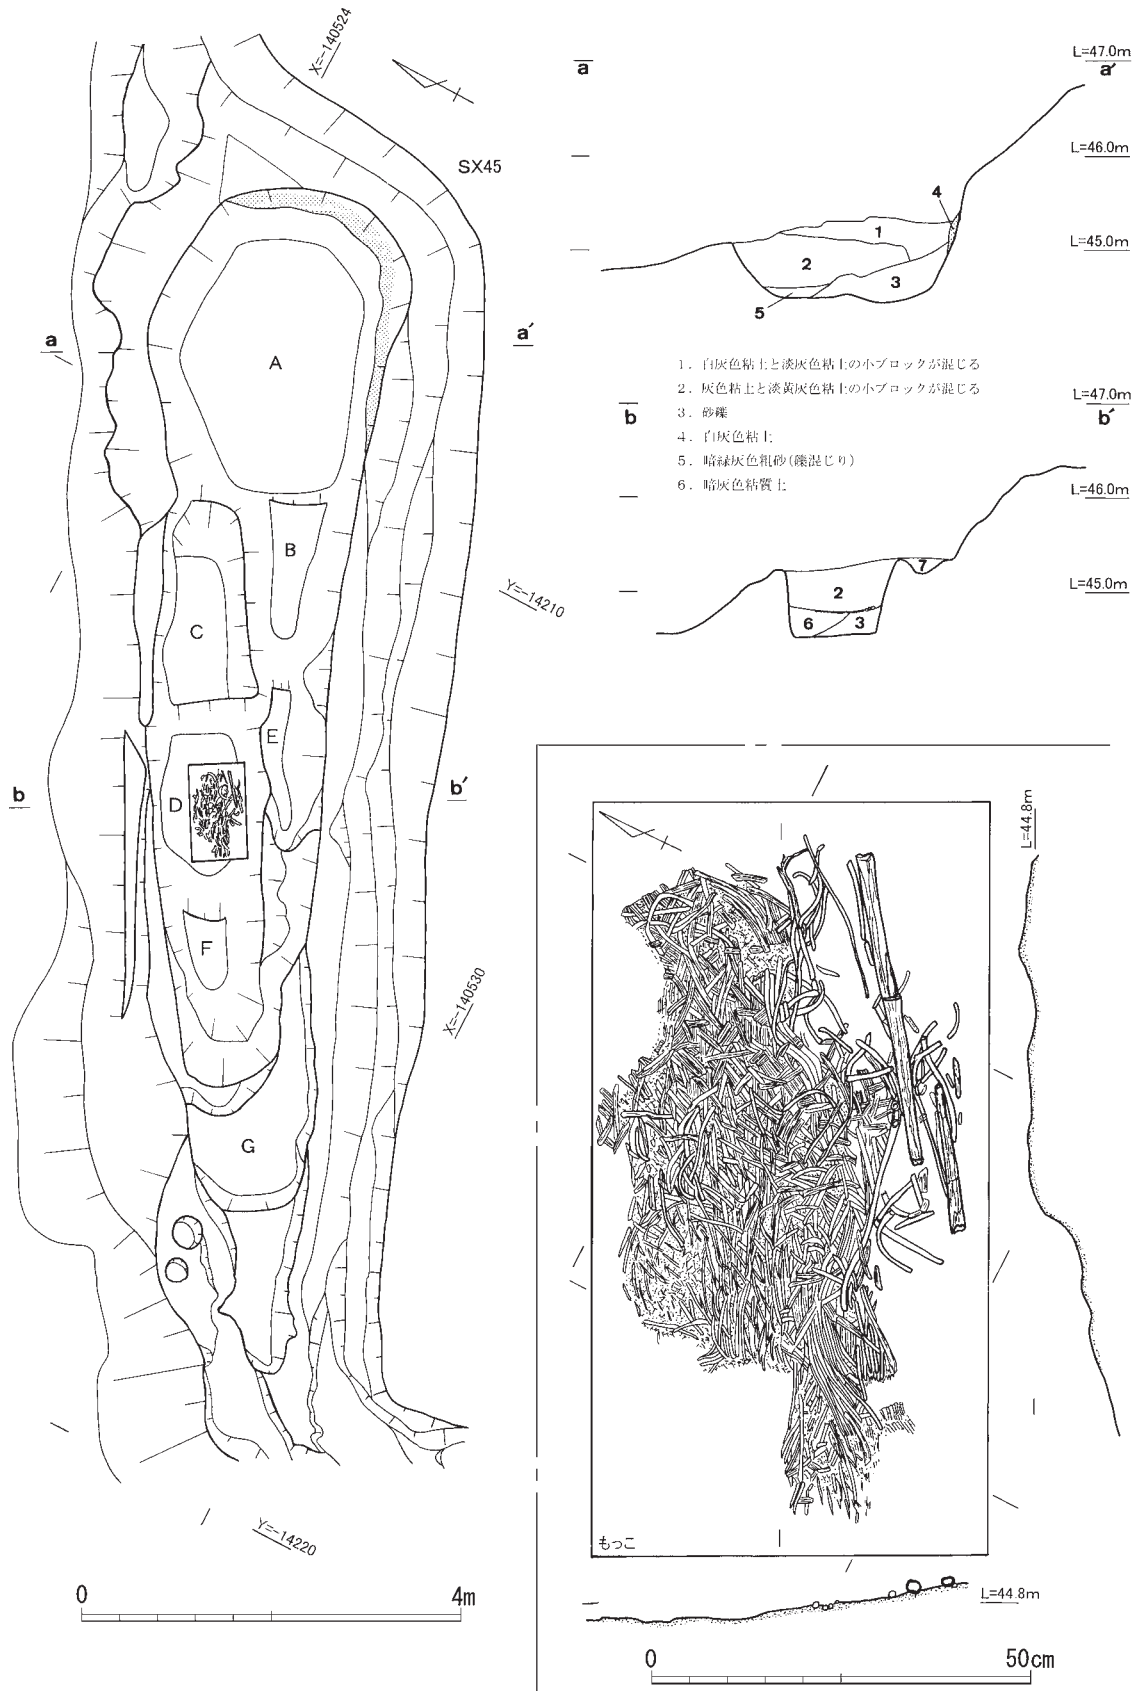 X=-140524
SX45
a
a′
A
B
C
Y=-14210
D
E
b
b′
F
X=-140530
G
Y=-14220
0 4m
a
L=47.0m
a′
L=46.0m
4
1
L=45.0m
2
3
5
1．白灰色粘土と淡灰色粘土の小ブロックが混じる
2．灰色粘土と淡黄灰色粘土の小ブロックが混じる
3．砂礫
4．白灰色粘土
5．暗緑灰色粗砂(礫混じり)
6．暗灰色粘質土
b
L=47.0m
b′
L=46.0m
7
2
L=45.0m
6
3
L=44.8m
もっこ
L=44.8m
0 50cm